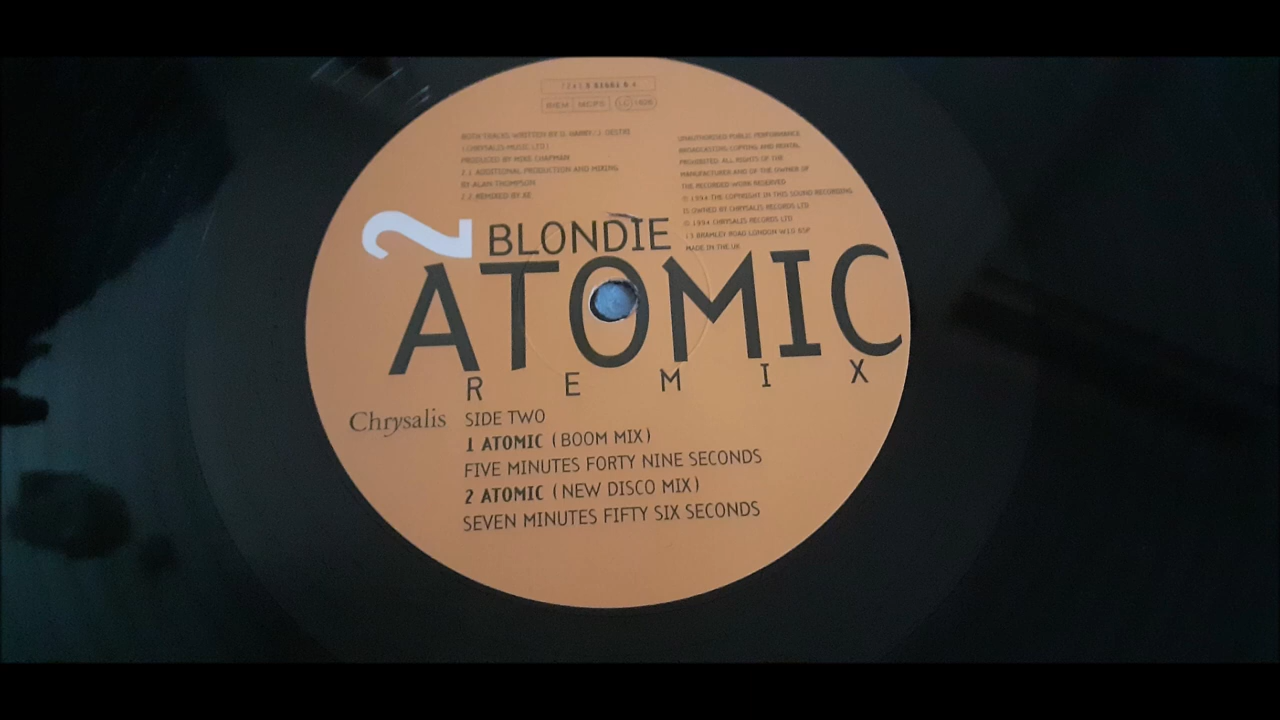 BIEM MCPS LC 1626
BOTH TRACKS WRITTEN BY D. HARRY / J. DESTRI
(CHRYSALIS MUSIC LTD)
PRODUCED BY MIKE CHAPMAN
2.1 ADDITIONAL PRODUCTION AND MIXING
BY ALAN THOMPSON
2.2 REMIXED BY XE
UNAUTHORISED PUBLIC PERFORMANCE
BROADCASTING COPYING AND RENTAL
PROHIBITED. ALL RIGHTS OF THE
MANUFACTURER AND OF THE OWNER OF
THE RECORDED WORK RESERVED
© 1994 THE COPYRIGHT IN THIS SOUND RECORDING
IS OWNED BY CHRYSALIS RECORDS LTD
© 1994 CHRYSALIS RECORDS LTD
13 BRAMLEY ROAD LONDON W10 6SP
MADE IN THE UK
2
BLONDIE
ATOMIC
REMIX
Chrysalis
SIDE TWO
1 ATOMIC (BOOM MIX)
FIVE MINUTES FORTY NINE SECONDS
2 ATOMIC (NEW DISCO MIX)
SEVEN MINUTES FIFTY SIX SECONDS